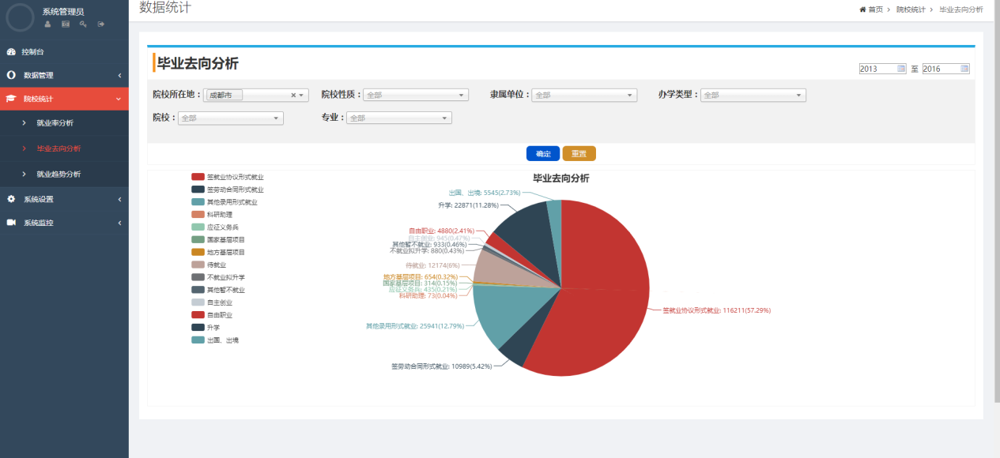 系统管理员
控制台
数据管理
院校统计
就业率分析
毕业去向分析
就业趋势分析
系统设置
系统监控
数据统计
首页 > 院校统计 > 毕业去向分析
毕业去向分析
2013 至 2016
院校所在地： 成都市 × 院校性质： 全部 隶属单位： 全部 办学类型： 全部
院校： 全部 专业： 全部
确定 重置
签就业协议形式就业
签劳动合同形式就业
其他录用形式就业
科研助理
应征义务兵
国家基层项目
地方基层项目
待就业
不就业拟升学
其他暂不就业
自主创业
自由职业
升学
出国、出境
毕业去向分析
出国、出境: 5545(2.73%)
升学: 22871(11.28%)
自由职业: 4880(2.41%)
自主创业: 945(0.47%)
其他暂不就业: 933(0.46%)
不就业拟升学: 880(0.43%)
待就业: 12174(6%)
地方基层项目: 654(0.32%)
国家基层项目: 314(0.15%)
应征义务兵: 435(0.21%)
科研助理: 73(0.04%)
签就业协议形式就业: 116211(57.29%)
其他录用形式就业: 25941(12.79%)
签劳动合同形式就业: 10989(5.42%)